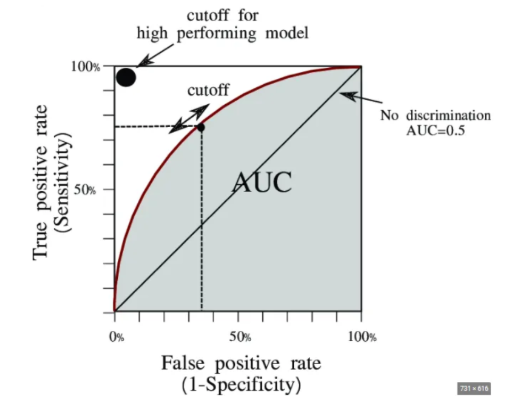 cutoff for
high performing model
100%
cutoff
No discrimination
AUC=0.5
True positive rate
(Sensitivity)
50%
AUC
0%
50%
100%
False positive rate
(1-Specificity)
731 × 616